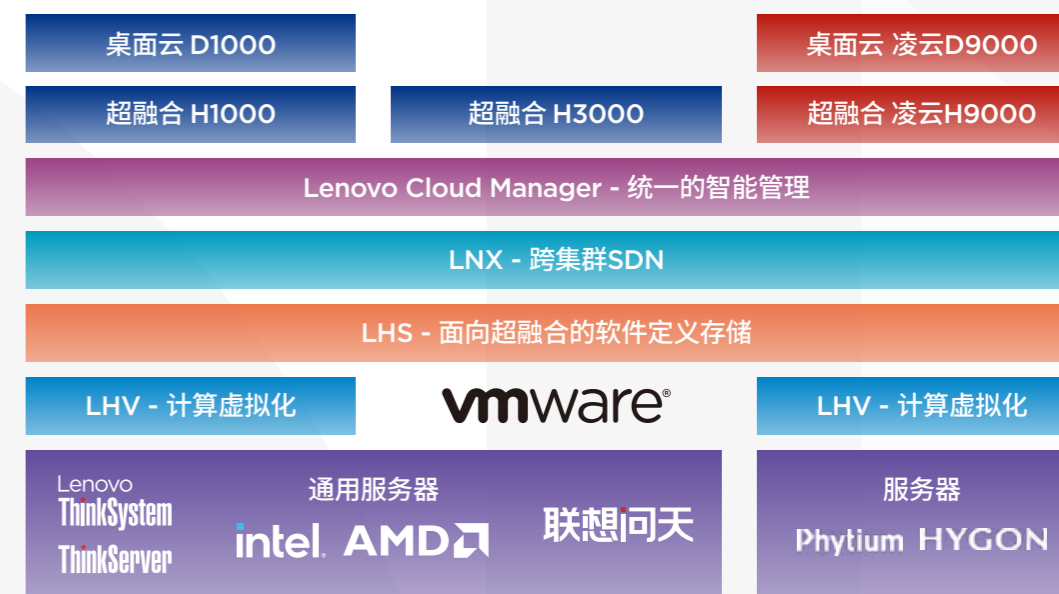 桌面云 D1000
桌面云 凌云D9000
超融合 H1000
超融合 H3000
超融合 凌云H9000
Lenovo Cloud Manager - 统一的智能管理
LNX - 跨集群SDN
LHS - 面向超融合的软件定义存储
LHV - 计算虚拟化
vmware®
LHV - 计算虚拟化
Lenovo
ThinkSystem
ThinkServer
通用服务器
intel. AMD
联想问天
服务器
Phytium HYGON